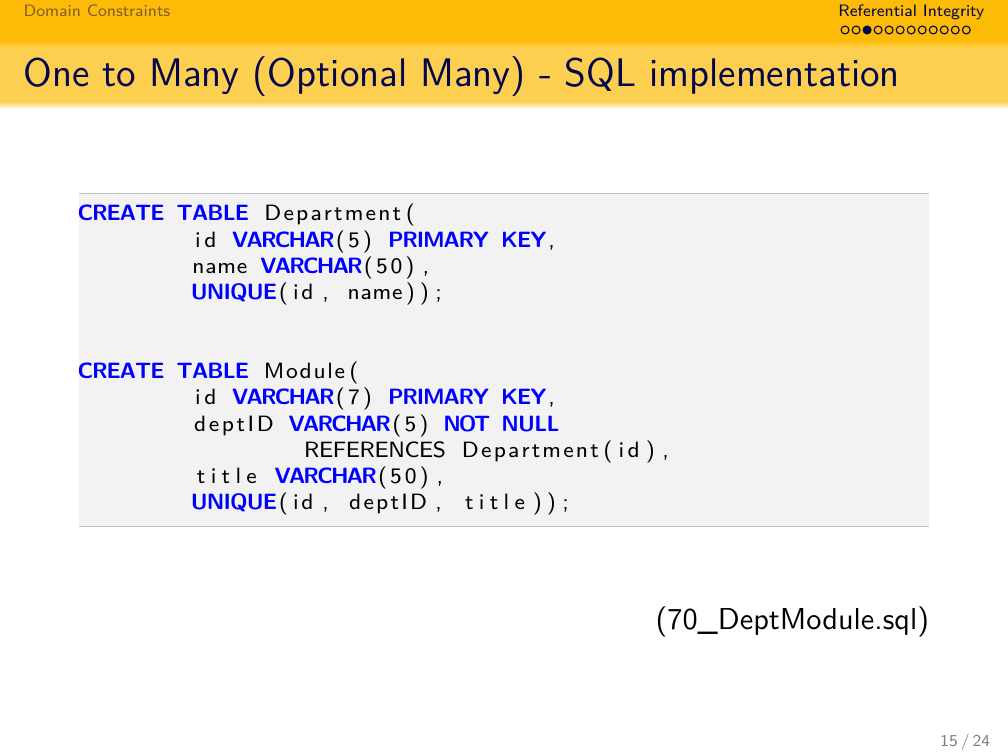 Domain Constraints
Referential Integrity
One to Many (Optional Many) - SQL implementation
CREATE TABLE Department(
id VARCHAR(5) PRIMARY KEY,
name VARCHAR(50),
UNIQUE(id, name));
CREATE TABLE Module(
id VARCHAR(7) PRIMARY KEY,
deptID VARCHAR(5) NOT NULL
REFERENCES Department(id),
title VARCHAR(50),
UNIQUE(id, deptID, title));
(70_DeptModule.sql)
15 / 24